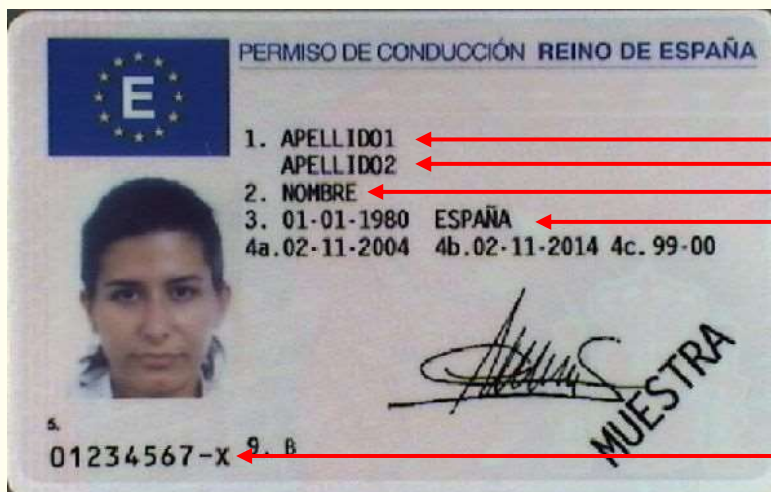 PERMISO DE CONDUCCIÓN REINO DE ESPAÑA
E
1. APELLIDO1
APELLIDO2
2. NOMBRE
3. 01-01-1980 ESPAÑA
4a.02-11-2004 4b.02-11-2014 4c.99-00
MUESTRA
5.
01234567-X 9. B